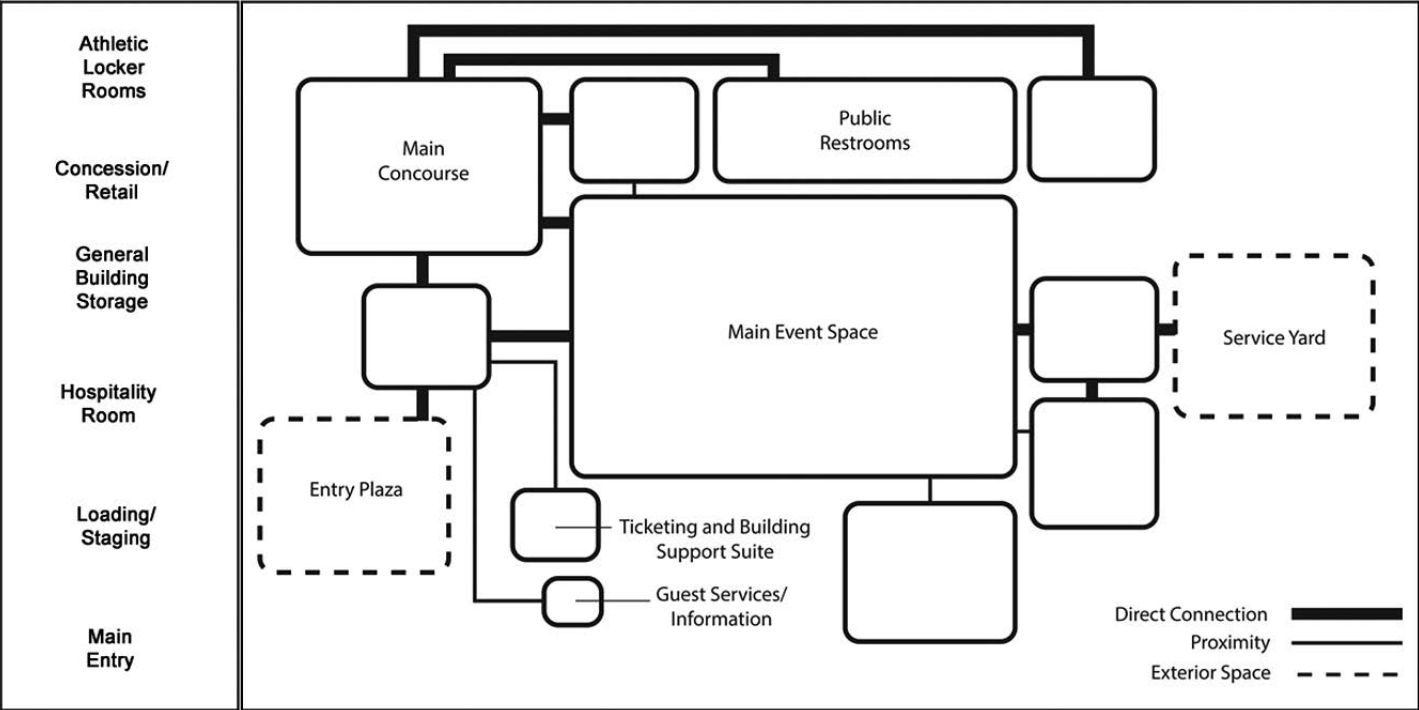 Athletic
Locker
Rooms
Concession/
Retail
General
Building
Storage
Hospitality
Room
Loading/
Staging
Main
Entry
Main
Concourse
Public
Restrooms
Main Event Space
Service Yard
Entry Plaza
Ticketing and Building
Support Suite
Guest Services/
Information
Direct Connection
Proximity
Exterior Space